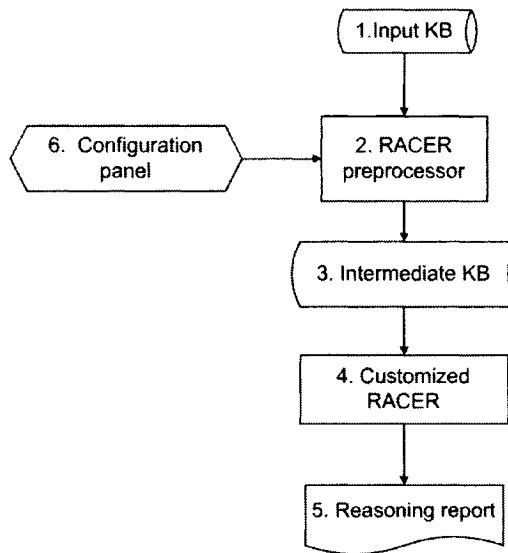 1.Input KB
6. Configuration
panel
2. RACER
preprocessor
3. Intermediate KB
4. Customized
RACER
5. Reasoning report